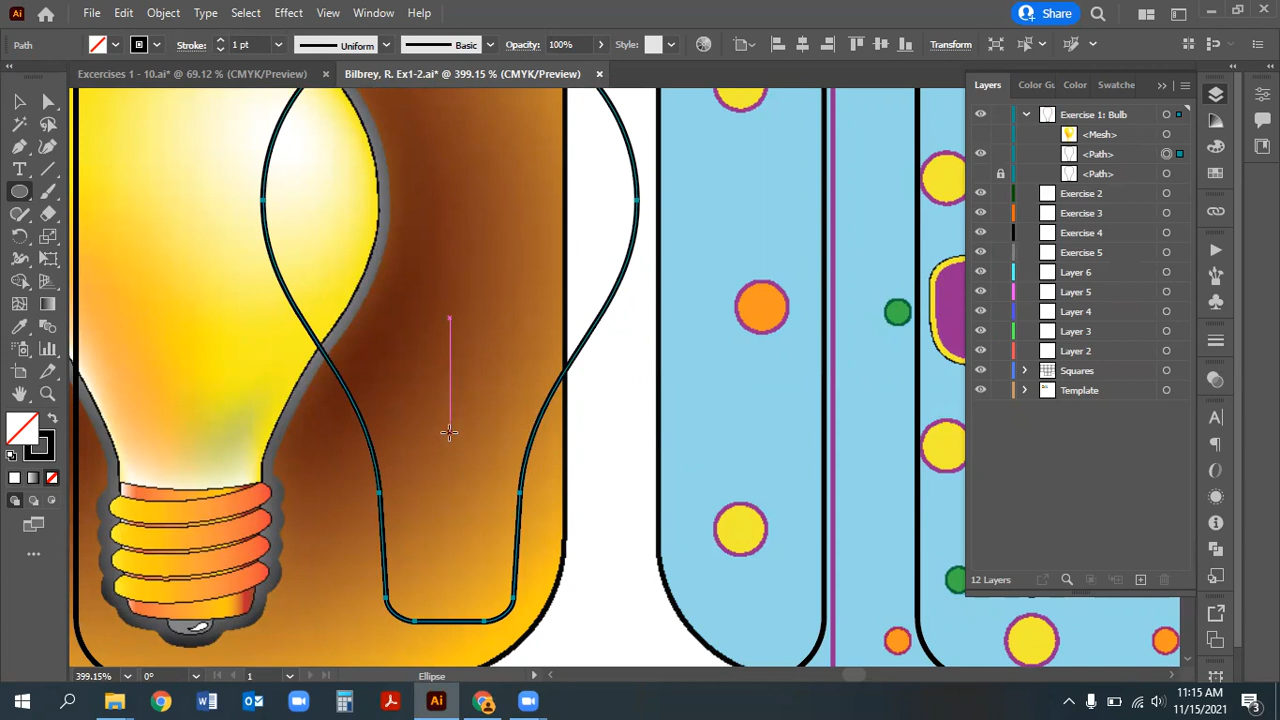 Ai File Edit Object Type Select Effect View Window Help Share
Path Stroke: 1 pt Uniform Basic Opacity: 100% Style: Transform
Excercises 1 - 10.ai* @ 69.12 % (CMYK/Preview) × Bilbrey, R. Ex1-2.ai* @ 399.15 % (CMYK/Preview) ×
Layers Color Gu Color Swatche
Exercise 1: Bulb
<Mesh>
<Path>
<Path>
Exercise 2
Exercise 3
Exercise 4
Exercise 5
Layer 6
Layer 5
Layer 4
Layer 3
Layer 2
Squares
Template
12 Layers
399.15% 0° 1 Ellipse
11:15 AM
11/15/2021
3